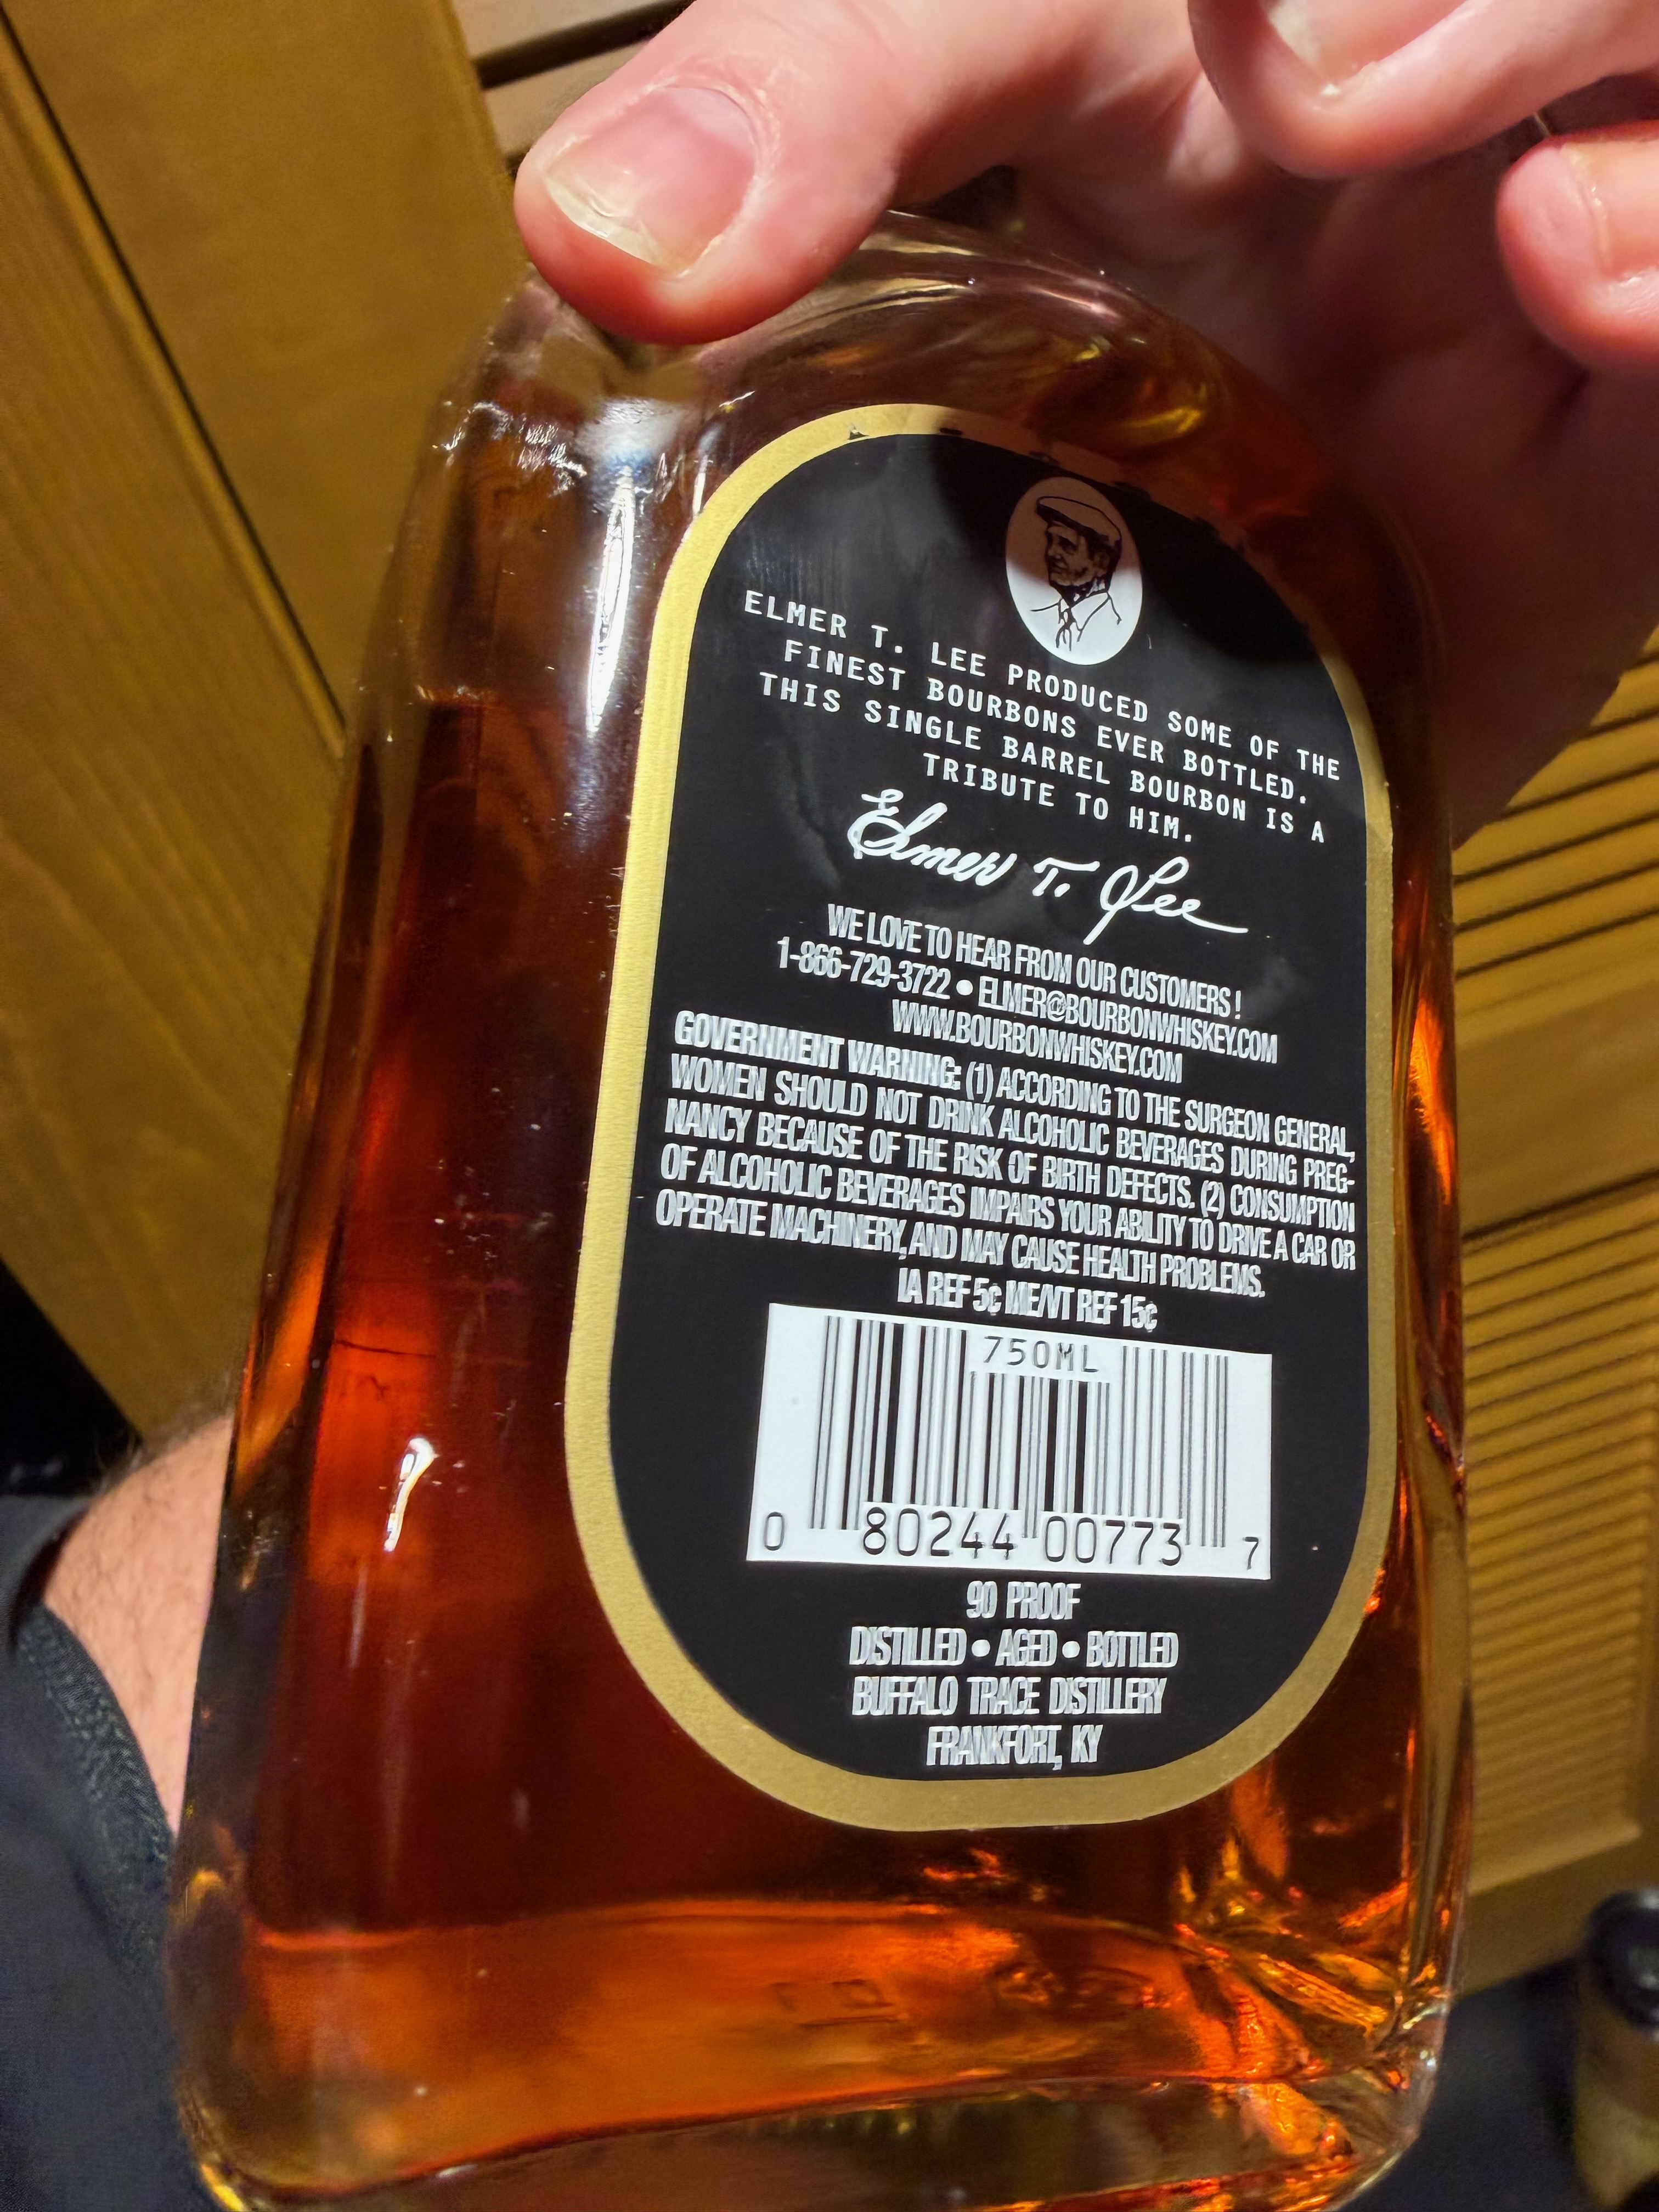 ELMER T. LEE PRODUCED SOME OF THE
FINEST BOURBONS EVER BOTTLED.
THIS SINGLE BARREL BOURBON IS A
TRIBUTE TO HIM.
Elmer T. Lee
WE LOVE TO HEAR FROM OUR CUSTOMERS !
1-866-729-3722 • ELMER@BOURBONWHISKEY.COM
WWW.BOURBONWHISKEY.COM
GOVERNMENT WARNING: (1) ACCORDING TO THE SURGEON GENERAL,
WOMEN SHOULD NOT DRINK ALCOHOLIC BEVERAGES DURING PREG-
NANCY BECAUSE OF THE RISK OF BIRTH DEFECTS. (2) CONSUMPTION
OF ALCOHOLIC BEVERAGES IMPAIRS YOUR ABILITY TO DRIVE A CAR OR
OPERATE MACHINERY, AND MAY CAUSE HEALTH PROBLEMS.
IA REF 5¢ ME/VT REF 15¢
750ML
0 80244 00773 7
90 PROOF
DISTILLED • AGED • BOTTLED
BUFFALO TRACE DISTILLERY
FRANKFORT, KY